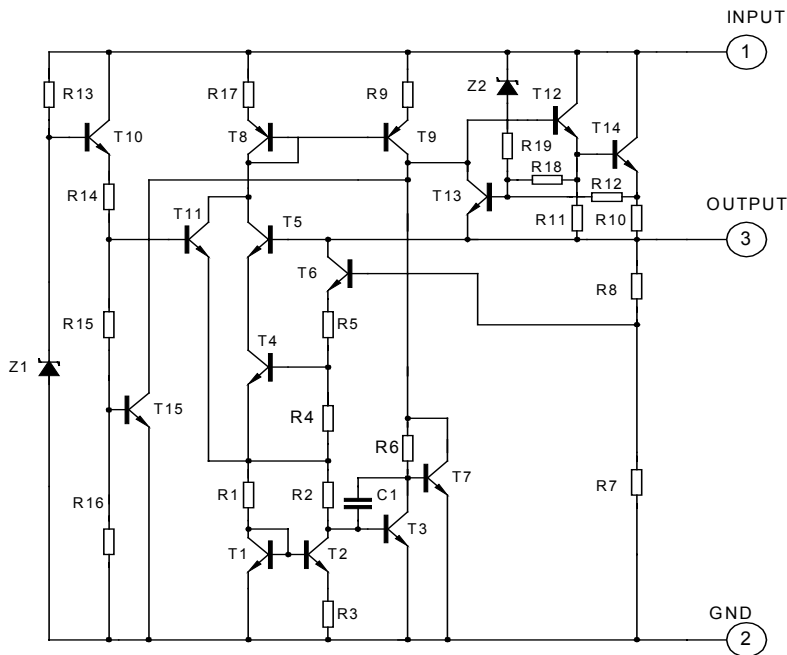 INPUT
1
R13
R17
R9
Z2
T12
T10
T8
T9
T14
R19
R18
R12
R14
T13
T11
T5
R11
R10
OUTPUT
3
T6
R8
R15
R5
T4
Z1
T15
R4
R6
T7
R1
R2
C1
R7
R16
T3
T1
T2
R3
GND
2